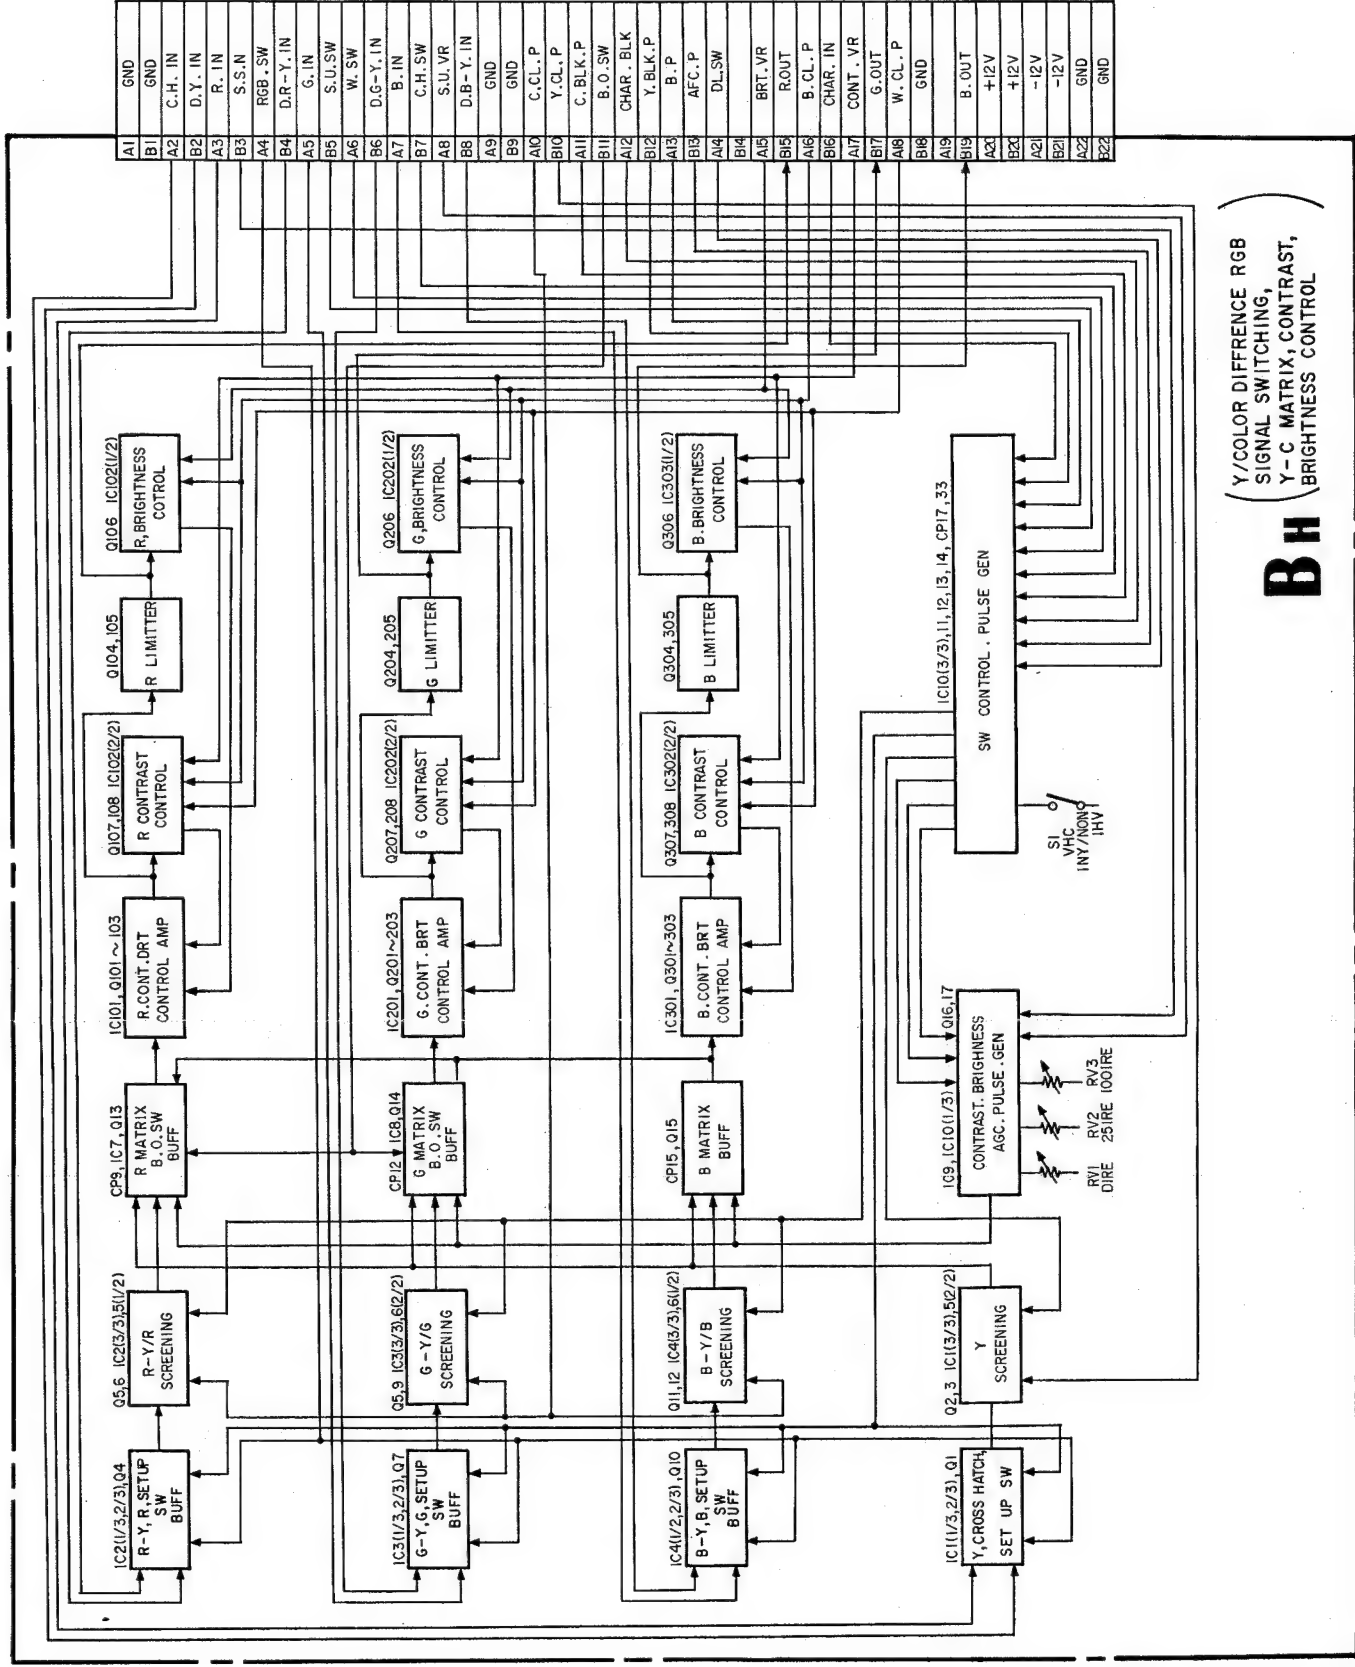 A1 GND
B1 GND
A2 C.H. IN
B2 D.Y. IN
A3 R. IN
B3 S.S.N
A4 RGB.SW
B4 D.R-Y.IN
A5 G.IN
B5 S.U.SW
A6 W.SW
B6 D.G-Y.IN
A7 B.IN
B7 C.H.SW
A8 S.U.VR
B8 D.B-Y.IN
A9 GND
B9 GND
A10 C.CL.P
B10 Y.CL.P
A11 C.BLK.P
B11 B.O.SW
A12 CHAR. BLK
B12 Y.BLK.P
A13 B.P
B13 AFC.P
A14 DL.SW
B14
A15 BRT.VR
B15 R.OUT
A16 B.CL.P
B16 CHAR.IN
A17 CONT.VR
B17 G.OUT
A18 W.CL.P
B18 GND
A19
B19 B.OUT
A20 +12V
B20 +12V
A21 -12V
B21 -12V
A22 GND
B22 GND
IC2(1/3,2/3),Q4
R-Y,R,SETUP
SW
BUFF
Q5,6 IC2(3/3),5(1/2)
R-Y/R
SCREENING
CP9,IC7,Q13
R MATRIX
B.O.SW
BUFF
IC101,Q101~103
R.CONT.DRT
CONTROL AMP
Q107,108 IC102(2/2)
R CONTRAST
CONTROL
Q104,105
R LIMITTER
Q106 IC102(1/2)
R,BRIGHTNESS
COTROL
IC3(1/3,2/3),Q7
G-Y,G,SETUP
SW
BUFF
Q5,9 IC3(3/3),6(2/2)
G-Y/G
SCREENING
CP12 IC8,Q14
G MATRIX
B.O.SW
BUFF
IC201,Q201~203
G.CONT.BRT
CONTROL AMP
Q207,208 IC202(2/2)
G CONTRAST
CONTROL
Q204,205
G LIMITTER
Q206 IC202(1/2)
G,BRIGHTNESS
CONTROL
IC4(1/2,2/3),Q10
B-Y,B,SETUP
SW
BUFF
Q11,12 IC4(3/3),6(1/2)
B-Y/B
SCREENING
CP15,Q15
B MATRIX
BUFF
IC301,Q301~303
B.CONT.BRT
CONTROL AMP
Q307,308 IC302(2/2)
B CONTRAST
CONTROL
Q304,305
B LIMITTER
Q306 IC303(1/2)
B.BRIGHTNESS
CONTROL
IC1(1/3,2/3),Q1
Y,CROSS HATCH,
SET UP SW
Q2,3 IC1(3/3),5(2/2)
Y
SCREENING
IC9,IC10(1/3) Q16,17
CONTRAST.BRIGHNESS
AGC.PULSE.GEN
RV1
DIRE
RV2
25IRE
RV3
100IRE
IC10(3/3),11,12,13,14,CP17,33
SW CONTROL.PULSE GEN
S1
VHC
INY/NON
1HV
BH
Y/COLOR DIFFRENCE RGB
SIGNAL SWITCHING,
Y-C MATRIX, CONTRAST,
BRIGHTNESS CONTROL